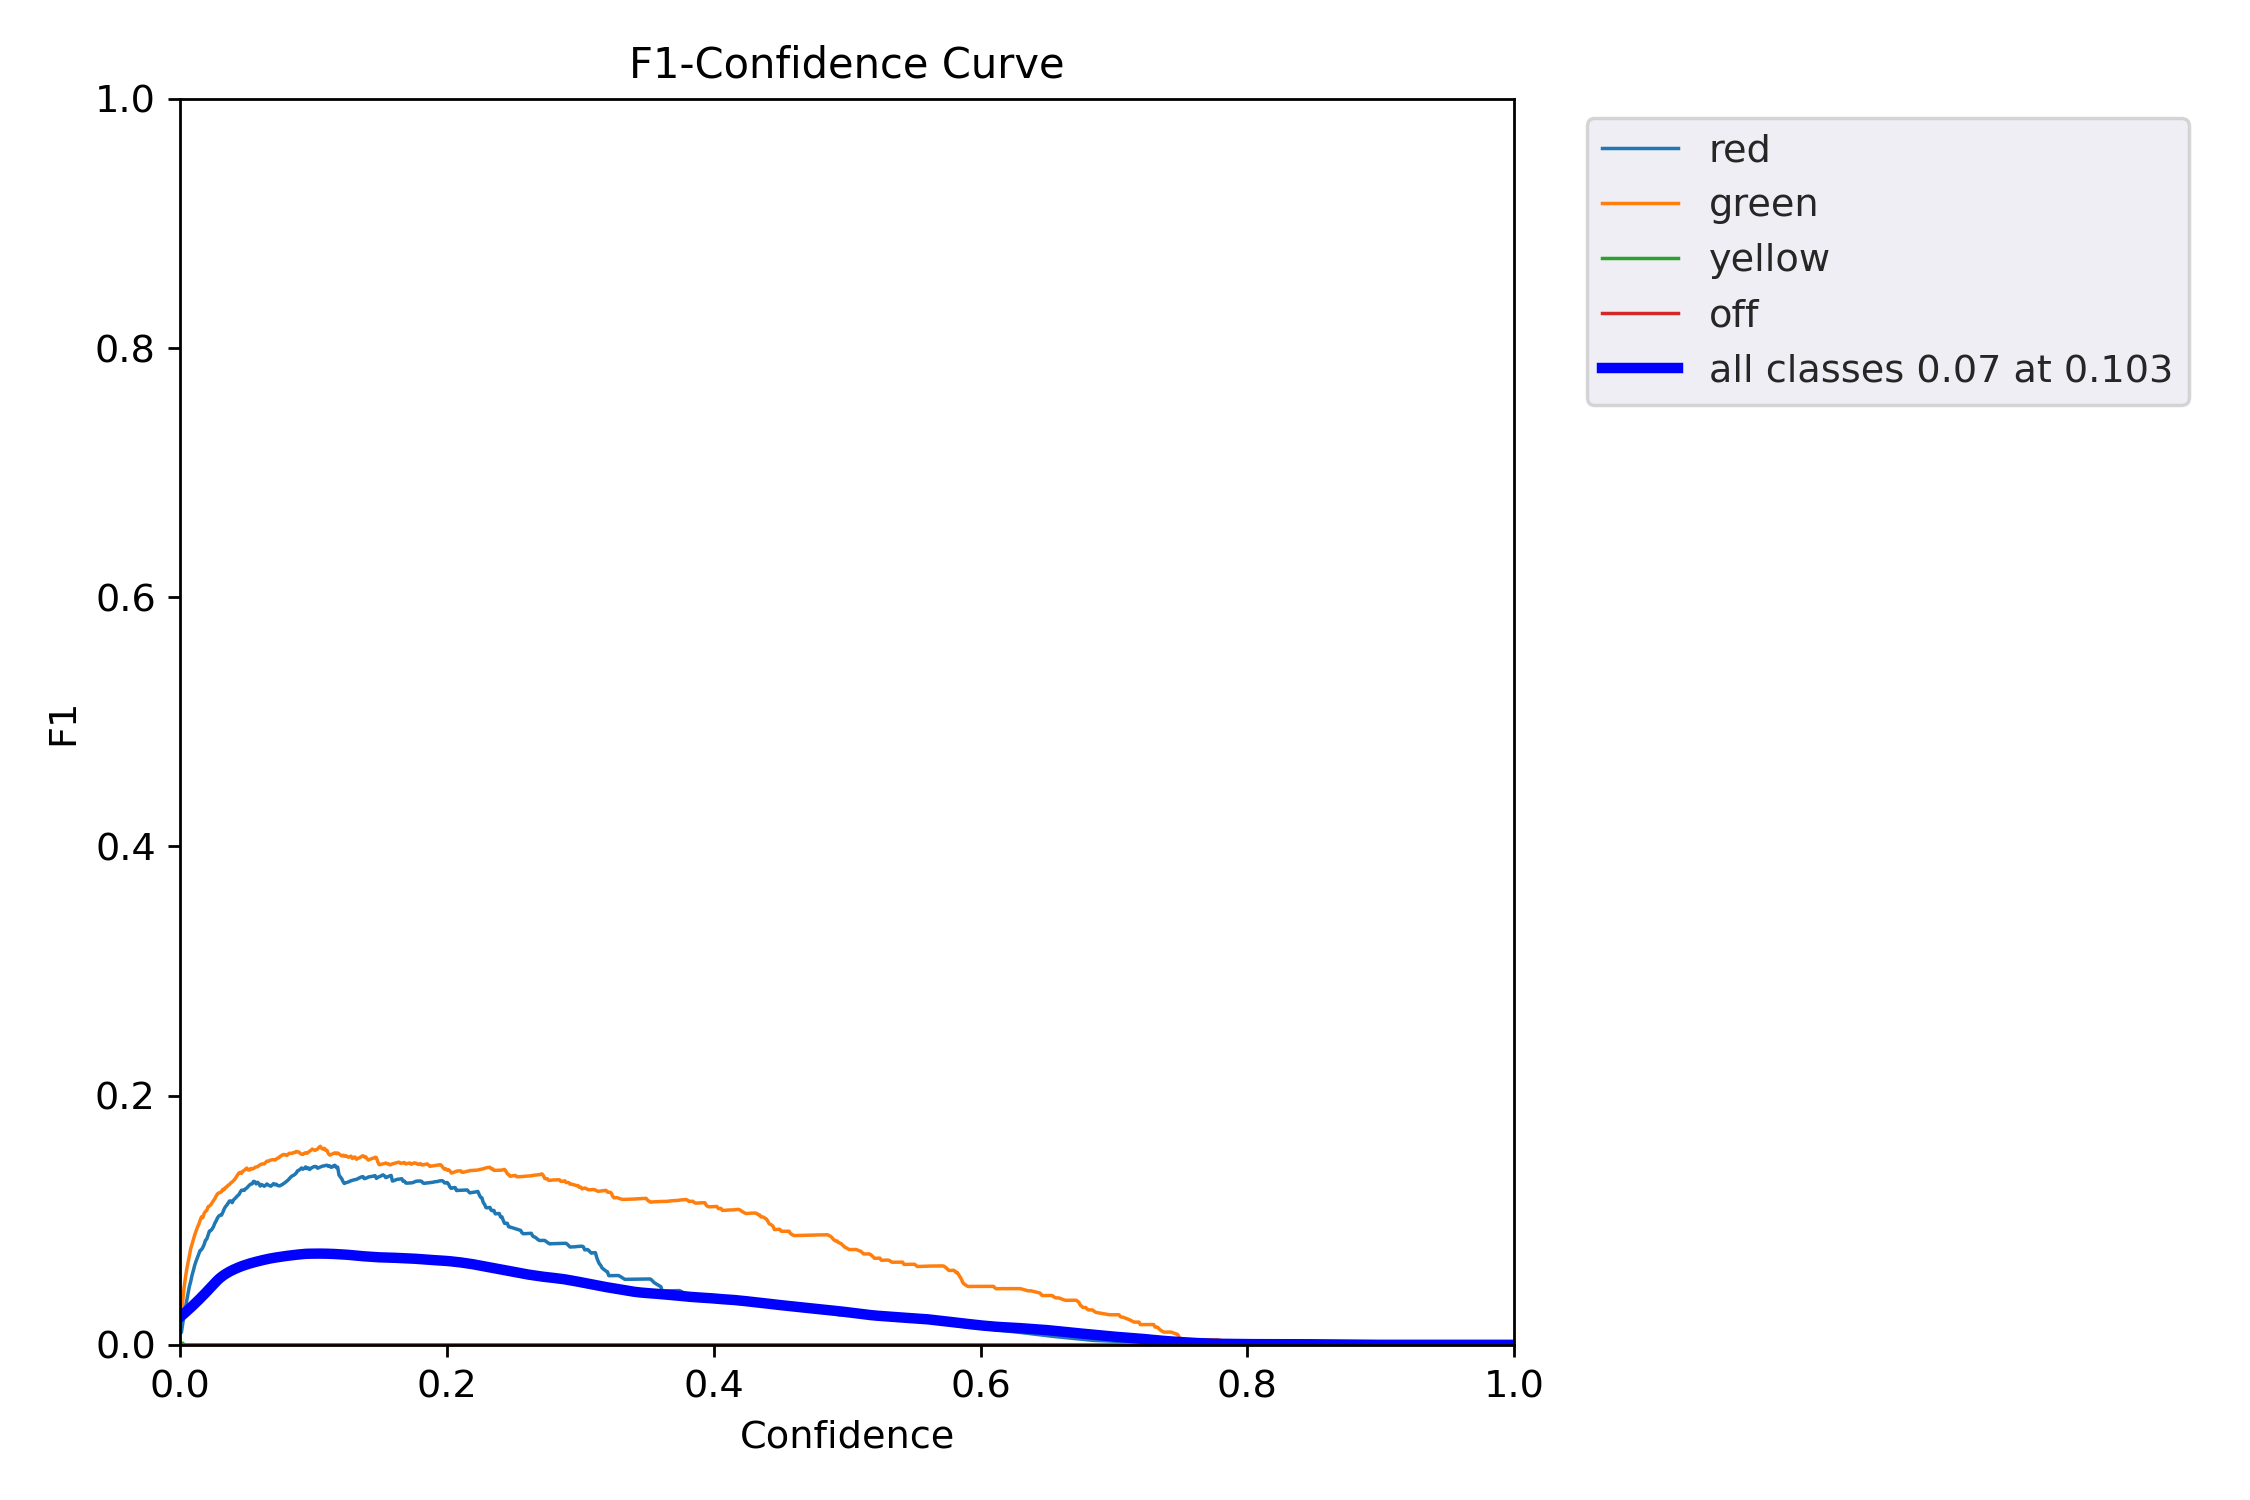 F1-Confidence Curve
1.0
0.8
0.6
0.4
0.2
0.0
F1
0.0 0.2 0.4 0.6 0.8 1.0
Confidence
red
green
yellow
off
all classes 0.07 at 0.103